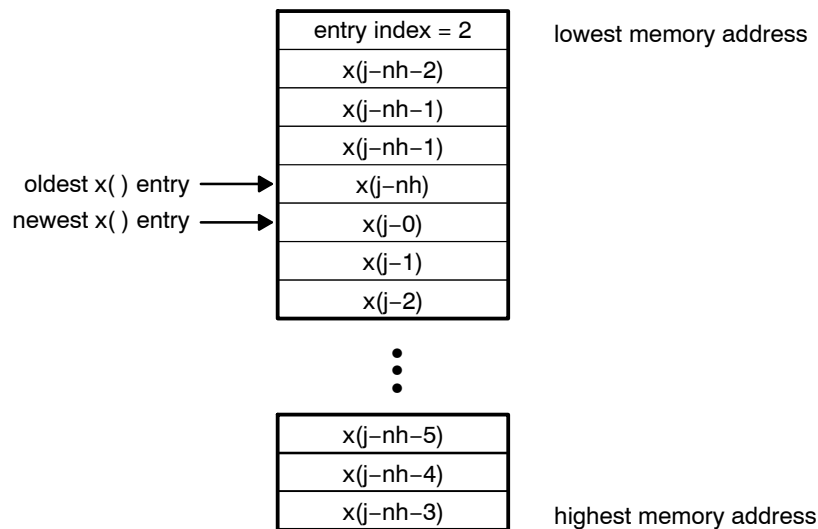 entry index = 2 lowest memory address
x(j−nh−2)
x(j−nh−1)
x(j−nh−1)
oldest x( ) entry x(j−nh)
newest x( ) entry x(j−0)
x(j−1)
x(j−2)
x(j−nh−5)
x(j−nh−4)
x(j−nh−3) highest memory address